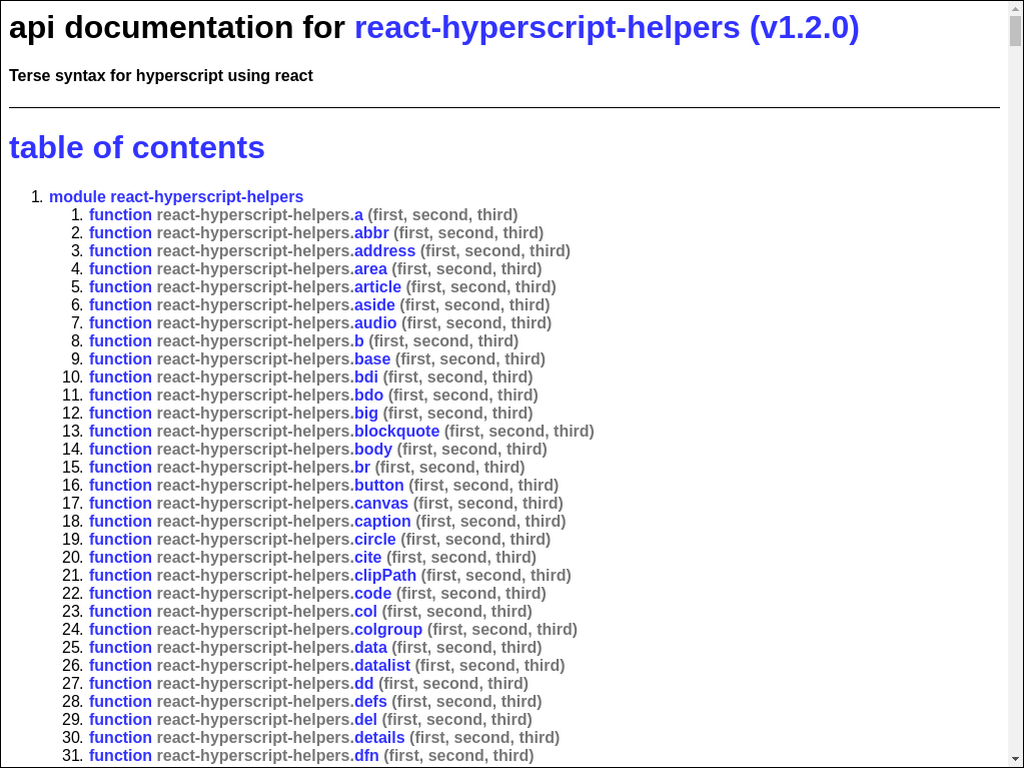 api documentation for react-hyperscript-helpers (v1.2.0)
Terse syntax for hyperscript using react
table of contents
1. module react-hyperscript-helpers
1. function react-hyperscript-helpers.a (first, second, third)
2. function react-hyperscript-helpers.abbr (first, second, third)
3. function react-hyperscript-helpers.address (first, second, third)
4. function react-hyperscript-helpers.area (first, second, third)
5. function react-hyperscript-helpers.article (first, second, third)
6. function react-hyperscript-helpers.aside (first, second, third)
7. function react-hyperscript-helpers.audio (first, second, third)
8. function react-hyperscript-helpers.b (first, second, third)
9. function react-hyperscript-helpers.base (first, second, third)
10. function react-hyperscript-helpers.bdi (first, second, third)
11. function react-hyperscript-helpers.bdo (first, second, third)
12. function react-hyperscript-helpers.big (first, second, third)
13. function react-hyperscript-helpers.blockquote (first, second, third)
14. function react-hyperscript-helpers.body (first, second, third)
15. function react-hyperscript-helpers.br (first, second, third)
16. function react-hyperscript-helpers.button (first, second, third)
17. function react-hyperscript-helpers.canvas (first, second, third)
18. function react-hyperscript-helpers.caption (first, second, third)
19. function react-hyperscript-helpers.circle (first, second, third)
20. function react-hyperscript-helpers.cite (first, second, third)
21. function react-hyperscript-helpers.clipPath (first, second, third)
22. function react-hyperscript-helpers.code (first, second, third)
23. function react-hyperscript-helpers.col (first, second, third)
24. function react-hyperscript-helpers.colgroup (first, second, third)
25. function react-hyperscript-helpers.data (first, second, third)
26. function react-hyperscript-helpers.datalist (first, second, third)
27. function react-hyperscript-helpers.dd (first, second, third)
28. function react-hyperscript-helpers.defs (first, second, third)
29. function react-hyperscript-helpers.del (first, second, third)
30. function react-hyperscript-helpers.details (first, second, third)
31. function react-hyperscript-helpers.dfn (first, second, third)